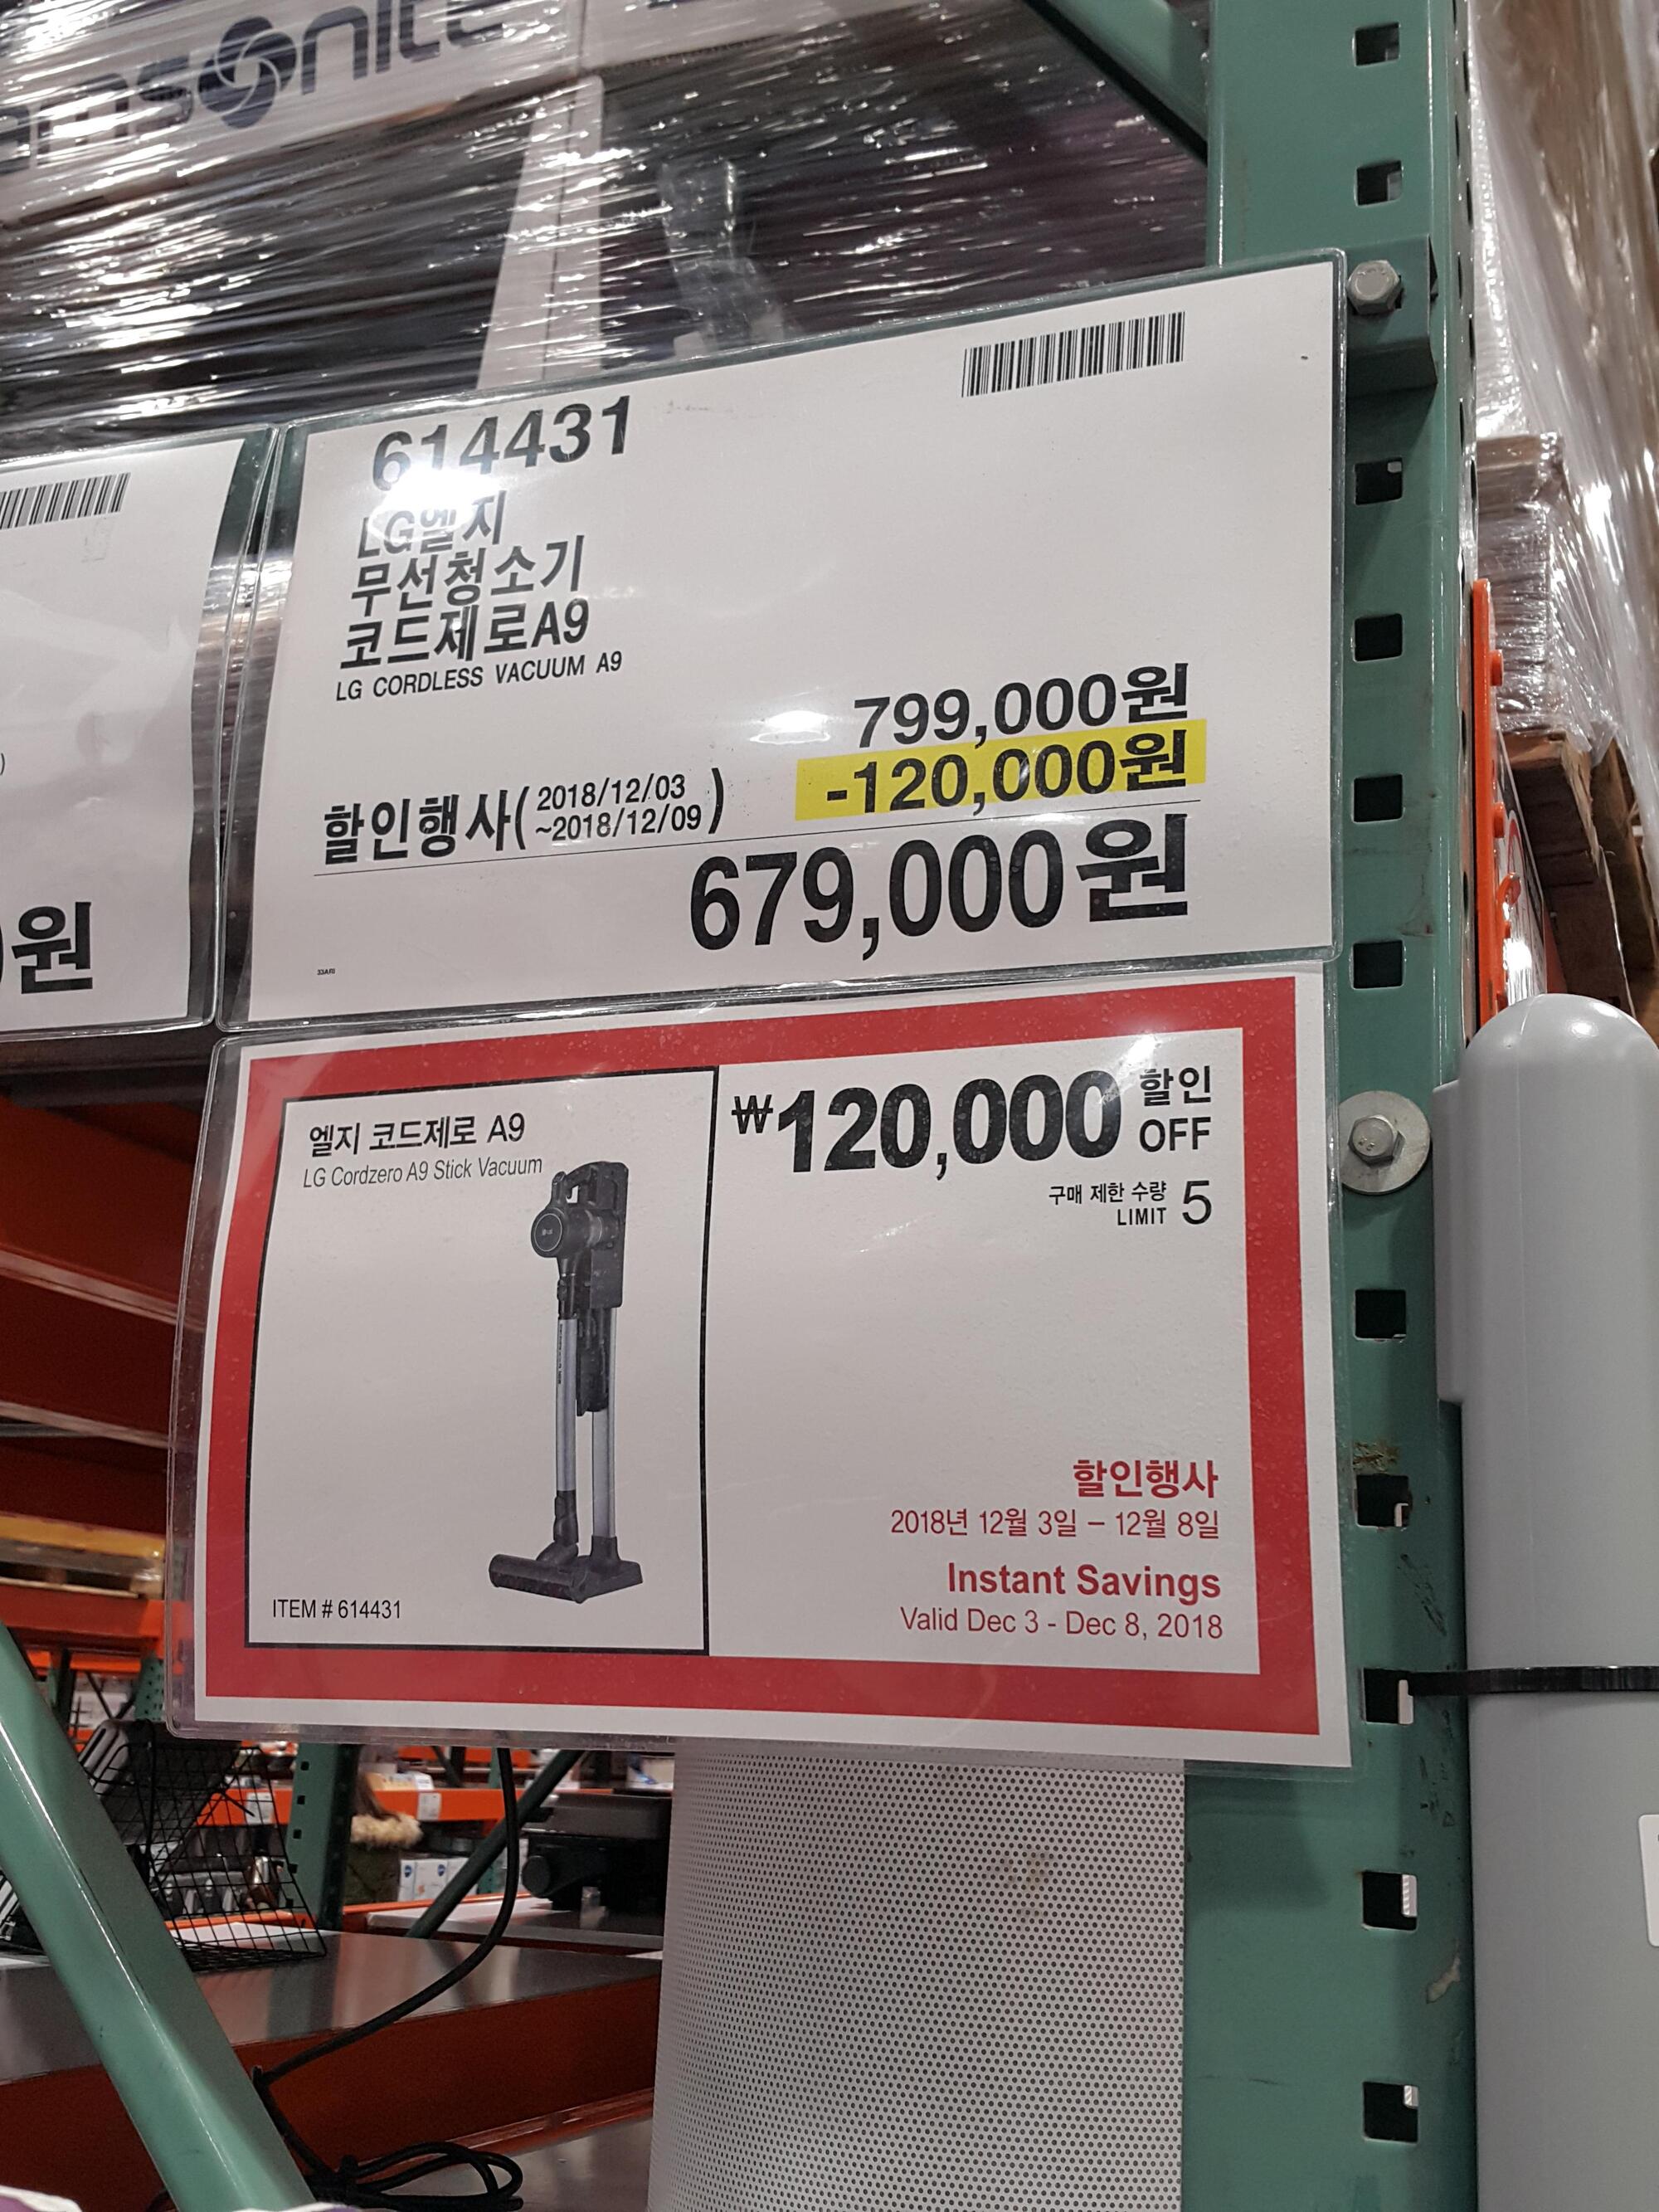 614431
LG엘지
무선청소기
코드제로A9
LG CORDLESS VACUUM A9
799,000원
-120,000원
할인행사(2018/12/03
~2018/12/09)
679,000원
원
엘지 코드제로 A9
LG Cordzero A9 Stick Vacuum
ITEM # 614431
₩120,000 할인
OFF
구매 제한 수량
LIMIT 5
할인행사
2018년 12월 3일 – 12월 8일
Instant Savings
Valid Dec 3 - Dec 8, 2018